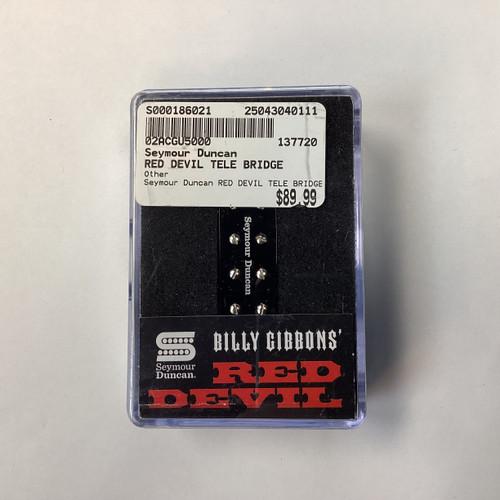 S000186021 25043040111
02ACGU5000 137720
Seymour Duncan
RED DEVIL TELE BRIDGE
Other
Seymour Duncan RED DEVIL TELE BRIDGE
$89.99
Seymour Duncan
BILLY GIBBONS'
Seymour
Duncan.
RED
DEVIL